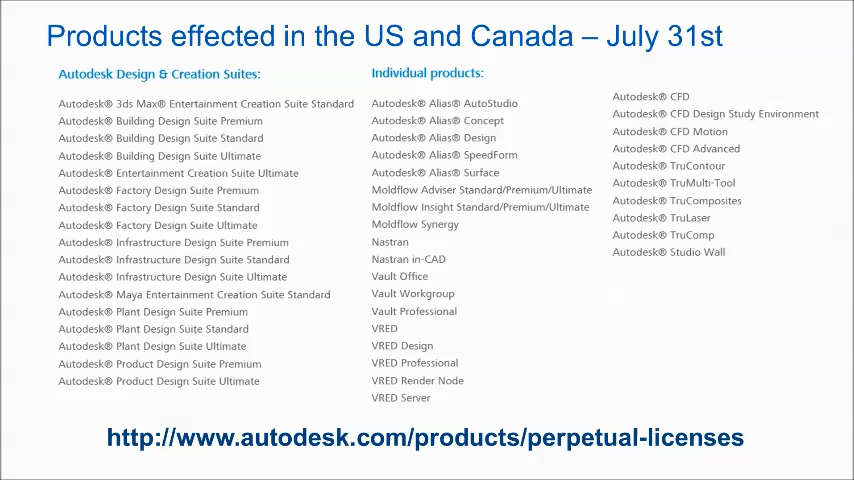 Products effected in the US and Canada – July 31st
Autodesk Design & Creation Suites:
Autodesk® 3ds Max® Entertainment Creation Suite Standard
Autodesk® Building Design Suite Premium
Autodesk® Building Design Suite Standard
Autodesk® Building Design Suite Ultimate
Autodesk® Entertainment Creation Suite Ultimate
Autodesk® Factory Design Suite Premium
Autodesk® Factory Design Suite Standard
Autodesk® Factory Design Suite Ultimate
Autodesk® Infrastructure Design Suite Premium
Autodesk® Infrastructure Design Suite Standard
Autodesk® Infrastructure Design Suite Ultimate
Autodesk® Maya Entertainment Creation Suite Standard
Autodesk® Plant Design Suite Premium
Autodesk® Plant Design Suite Standard
Autodesk® Plant Design Suite Ultimate
Autodesk® Product Design Suite Premium
Autodesk® Product Design Suite Ultimate
Individual products:
Autodesk® Alias® AutoStudio
Autodesk® Alias® Concept
Autodesk® Alias® Design
Autodesk® Alias® SpeedForm
Autodesk® Alias® Surface
Moldflow Adviser Standard/Premium/Ultimate
Moldflow Insight Standard/Premium/Ultimate
Moldflow Synergy
Nastran
Nastran in-CAD
Vault Office
Vault Workgroup
Vault Professional
VRED
VRED Design
VRED Professional
VRED Render Node
VRED Server
Autodesk® CFD
Autodesk® CFD Design Study Environment
Autodesk® CFD Motion
Autodesk® CFD Advanced
Autodesk® TruContour
Autodesk® TruMulti-Tool
Autodesk® TruComposites
Autodesk® TruLaser
Autodesk® TruComp
Autodesk® Studio Wall
http://www.autodesk.com/products/perpetual-licenses